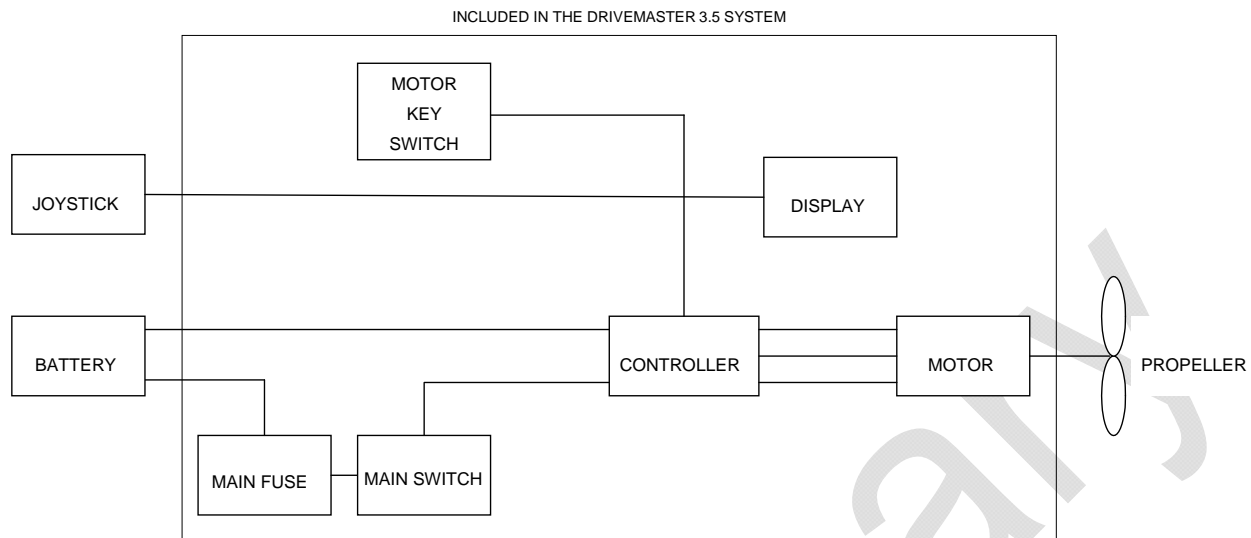 INCLUDED IN THE DRIVEMASTER 3.5 SYSTEM
MOTOR
KEY
SWITCH
JOYSTICK
DISPLAY
BATTERY
CONTROLLER
MOTOR
PROPELLER
MAIN FUSE
MAIN SWITCH
ary